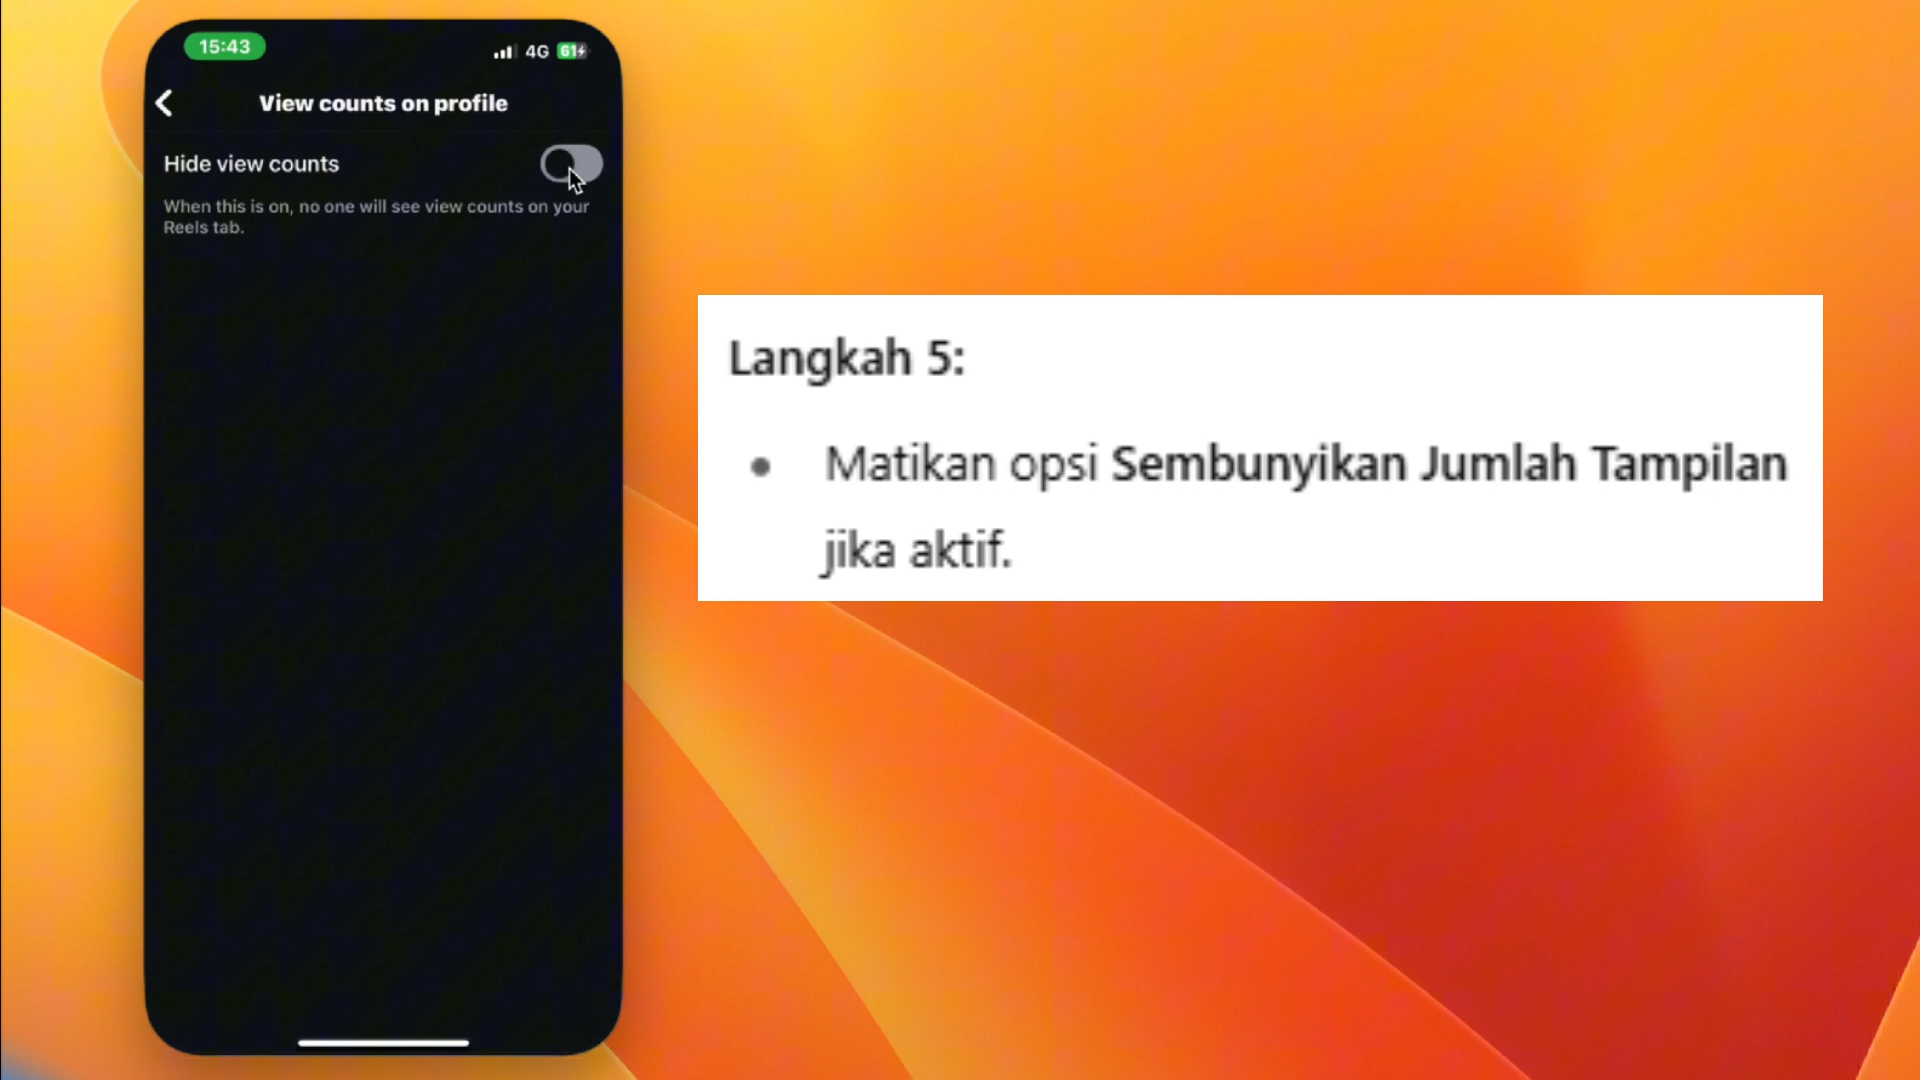 15:43
4G 61
View counts on profile
Hide view counts
When this is on, no one will see view counts on your
Reels tab.
Langkah 5:
• Matikan opsi Sembunyikan Jumlah Tampilan
jika aktif.